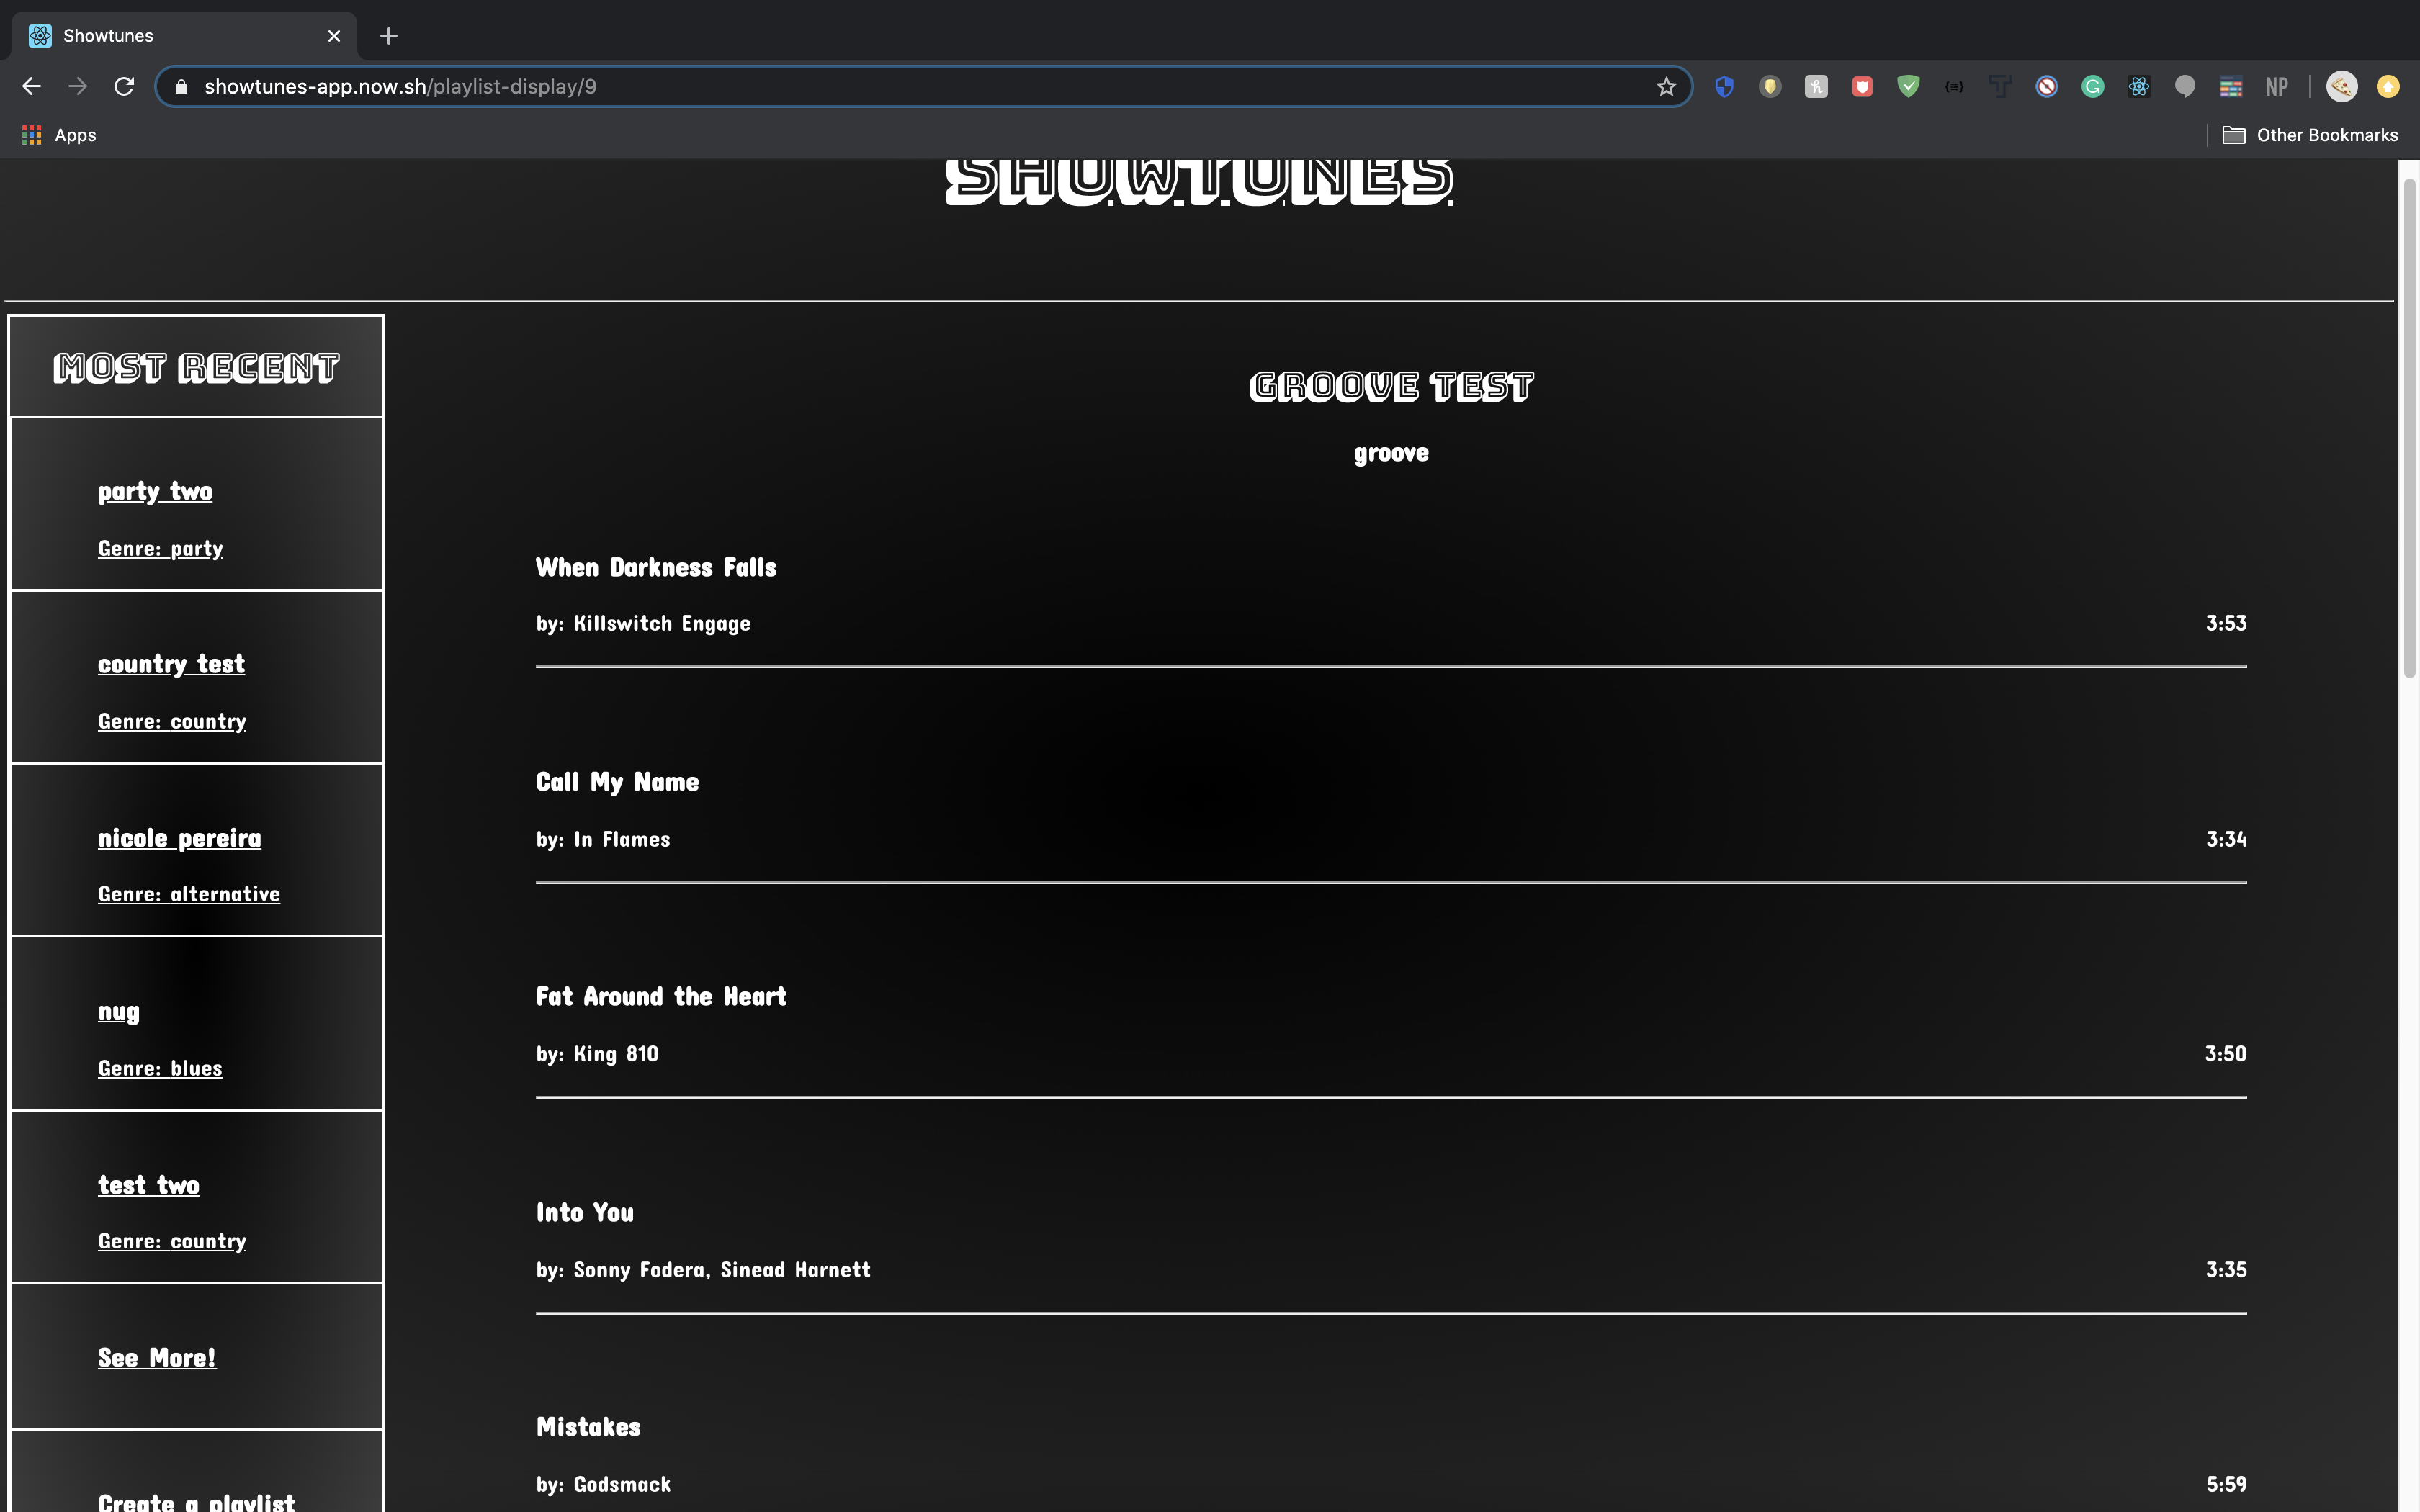 Showtunes
showtunes-app.now.sh/playlist-display/9
NP
Apps
Other Bookmarks
SHOWTUNES
MOST RECENT
party two
Genre: party
country test
Genre: country
nicole pereira
Genre: alternative
nug
Genre: blues
test two
Genre: country
See More!
Create a playlist
GROOVE TEST
groove
When Darkness Falls
by: Killswitch Engage
3:53
Call My Name
by: In Flames
3:34
Fat Around the Heart
by: King 810
3:50
Into You
by: Sonny Fodera, Sinead Harnett
3:35
Mistakes
by: Godsmack
5:59